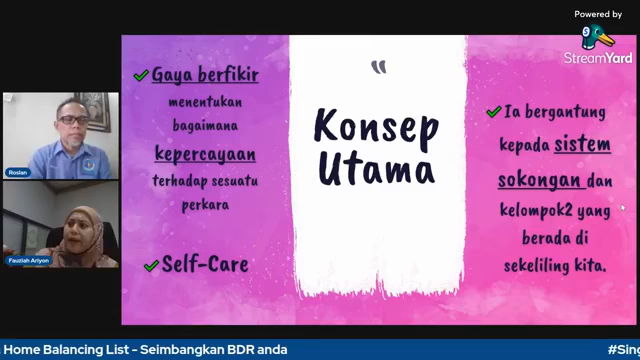 Powered by
StreamYard
Gaya berfikir
menentukan
bagaimana
kepercayaan
terhadap sesuatu
perkara
Self-Care
"
Konsep
Utama
Ia bergantung
kepada sistem
sokongan dan
kelompok2 yang
berada di
sekeliling kita.
Roslan
Fauziah Ariyon
Home Balancing List - Seimbangkan BDR anda
#Sing